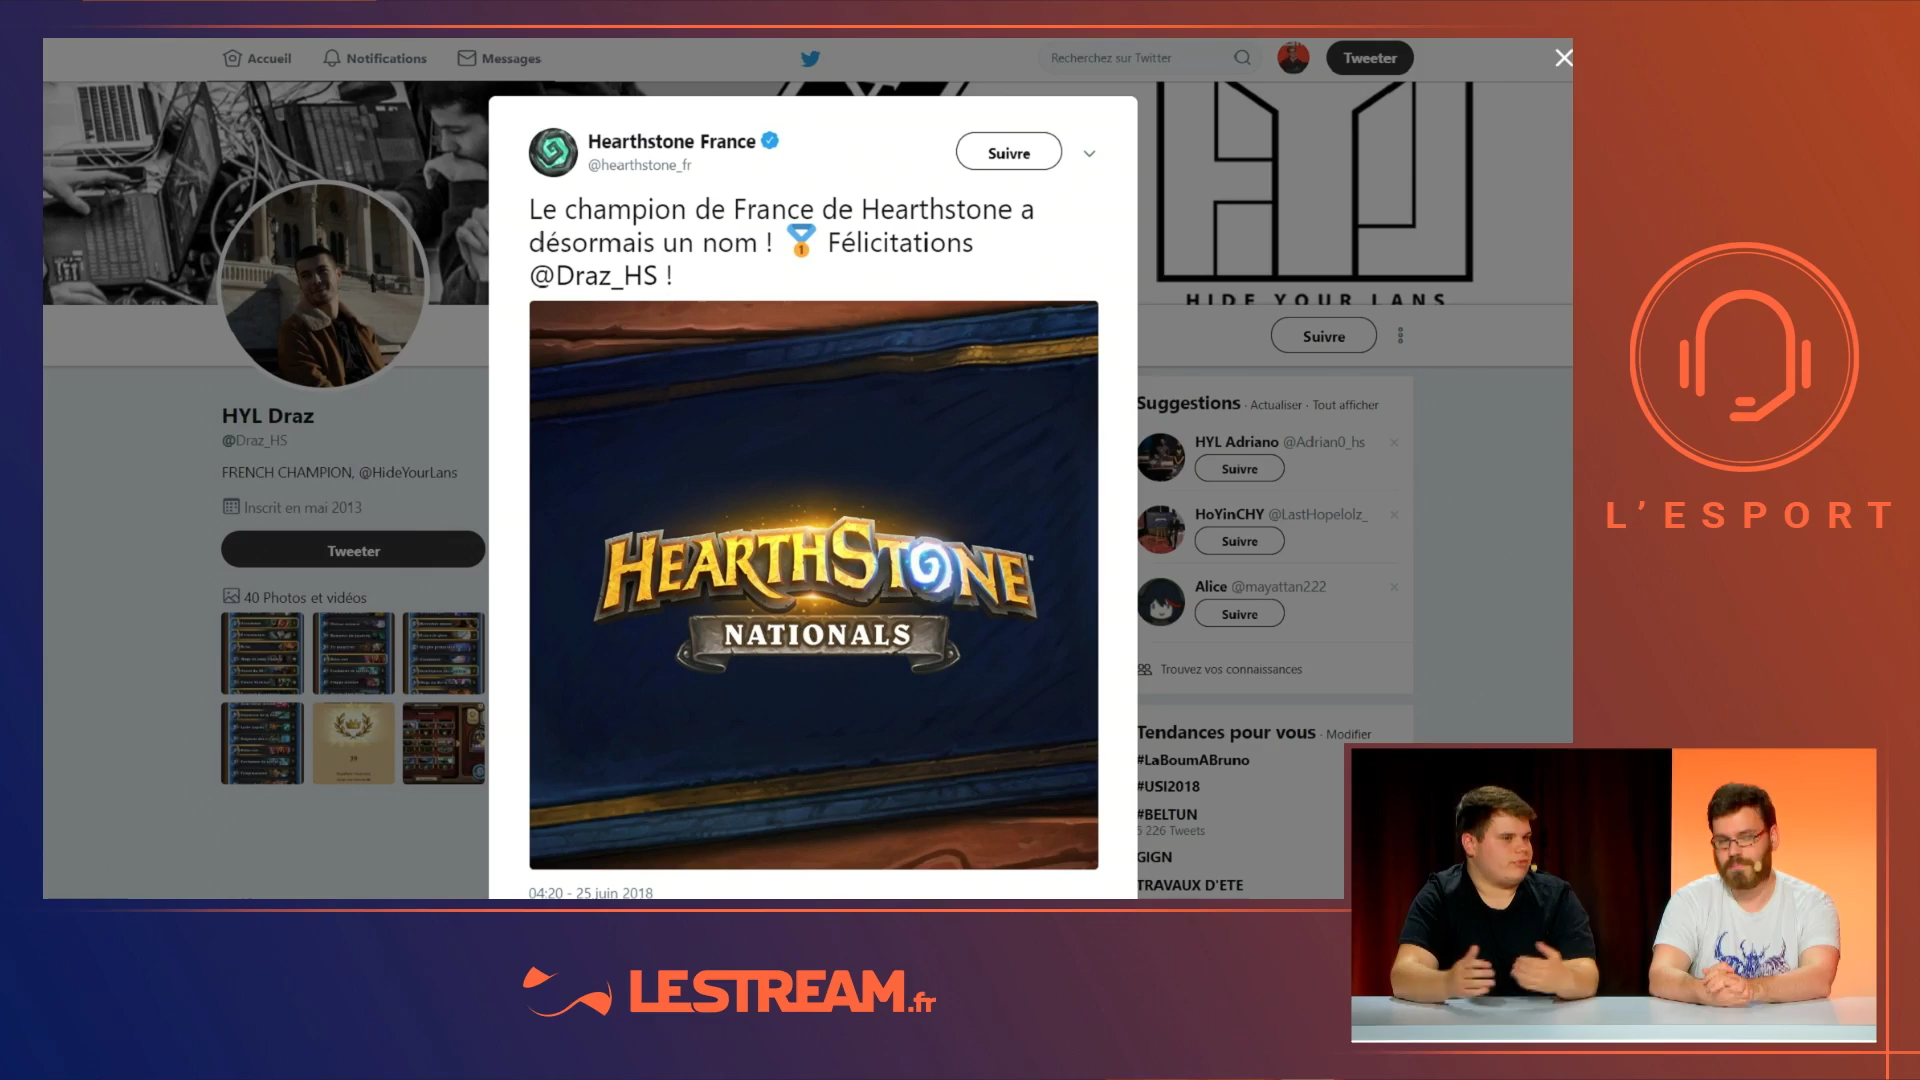 Accueil
Notifications
Messages
Recherchez sur Twitter
Tweeter
Hearthstone France
@hearthstone_fr
Suivre
Le champion de France de Hearthstone a
désormais un nom ! 🥇 Félicitations
@Draz_HS !
HEARTHSTONE
NATIONALS
04:20 - 25 juin 2018
HIDE YOUR LANS
Suivre
HYL Draz
@Draz_HS
FRENCH CHAMPION, @HideYourLans
Inscrit en mai 2013
Tweeter
40 Photos et vidéos
Suggestions · Actualiser · Tout afficher
HYL Adriano @Adrian0_hs
Suivre
HoYinCHY @LastHopelolz_
Suivre
Alice @mayattan222
Suivre
Trouvez vos connaissances
Tendances pour vous · Modifier
#LaBoumABruno
#USI2018
#BELTUN
5 226 Tweets
GIGN
TRAVAUX D'ETE
L'ESPORT
LESTREAM.fr